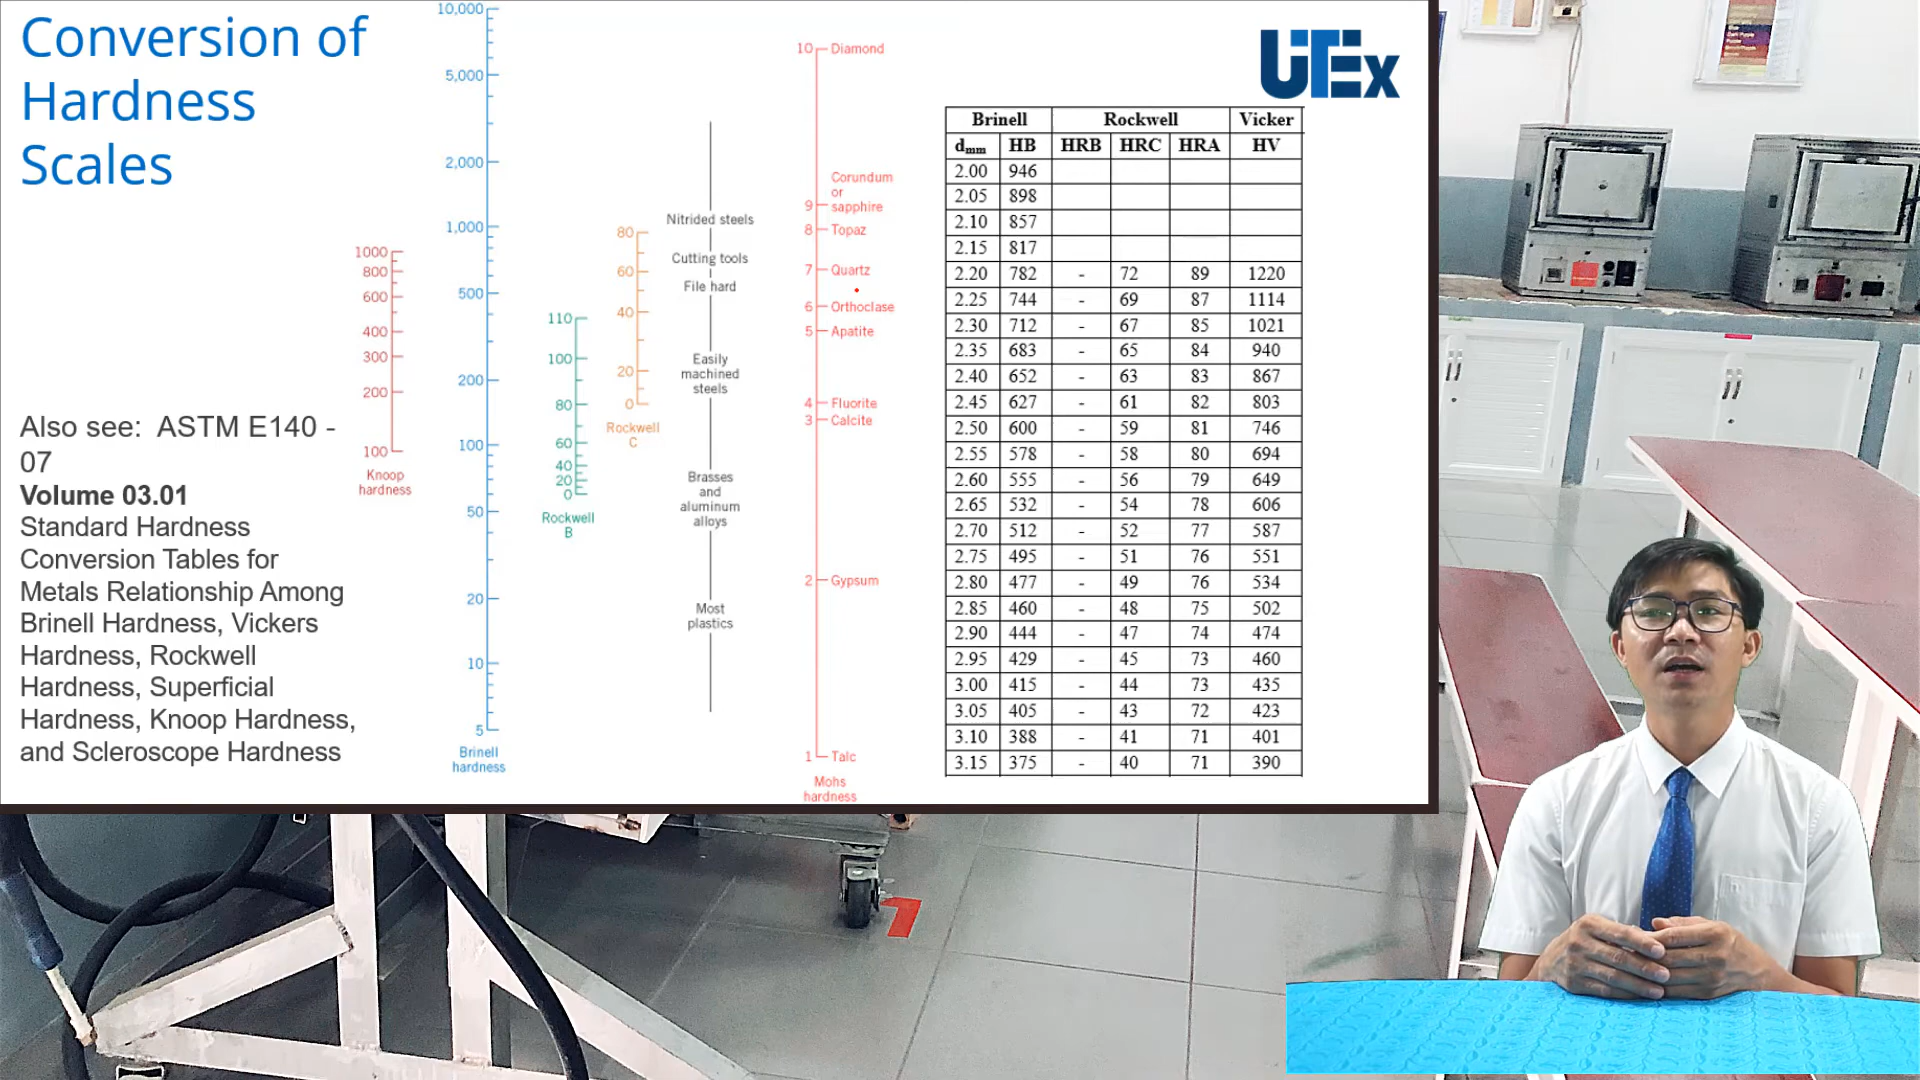 Conversion of
Hardness
Scales
Also see:  ASTM E140 -
07
Volume 03.01
Standard Hardness
Conversion Tables for
Metals Relationship Among
Brinell Hardness, Vickers
Hardness, Rockwell
Hardness, Superficial
Hardness, Knoop Hardness,
and Scleroscope Hardness
1000
800
600
400
300
200
100
Knoop
hardness
10,000
5,000
2,000
1,000
500
200
100
50
20
10
5
Brinell
hardness
110
100
80
60
40
20
0
Rockwell
B
80
60
40
20
0
Rockwell
C
Nitrided steels
Cutting tools
File hard
Easily
machined
steels
Brasses
and
aluminum
alloys
Most
plastics
10 Diamond
Corundum
or
9 sapphire
8 Topaz
7 Quartz
6 Orthoclase
5 Apatite
4 Fluorite
3 Calcite
2 Gypsum
1 Talc
Mohs
hardness
UTEx
Brinell Rockwell Vicker
dmm HB HRB HRC HRA HV
2.00 946
2.05 898
2.10 857
2.15 817
2.20 782 - 72 89 1220
2.25 744 - 69 87 1114
2.30 712 - 67 85 1021
2.35 683 - 65 84 940
2.40 652 - 63 83 867
2.45 627 - 61 82 803
2.50 600 - 59 81 746
2.55 578 - 58 80 694
2.60 555 - 56 79 649
2.65 532 - 54 78 606
2.70 512 - 52 77 587
2.75 495 - 51 76 551
2.80 477 - 49 76 534
2.85 460 - 48 75 502
2.90 444 - 47 74 474
2.95 429 - 45 73 460
3.00 415 - 44 73 435
3.05 405 - 43 72 423
3.10 388 - 41 71 401
3.15 375 - 40 71 390